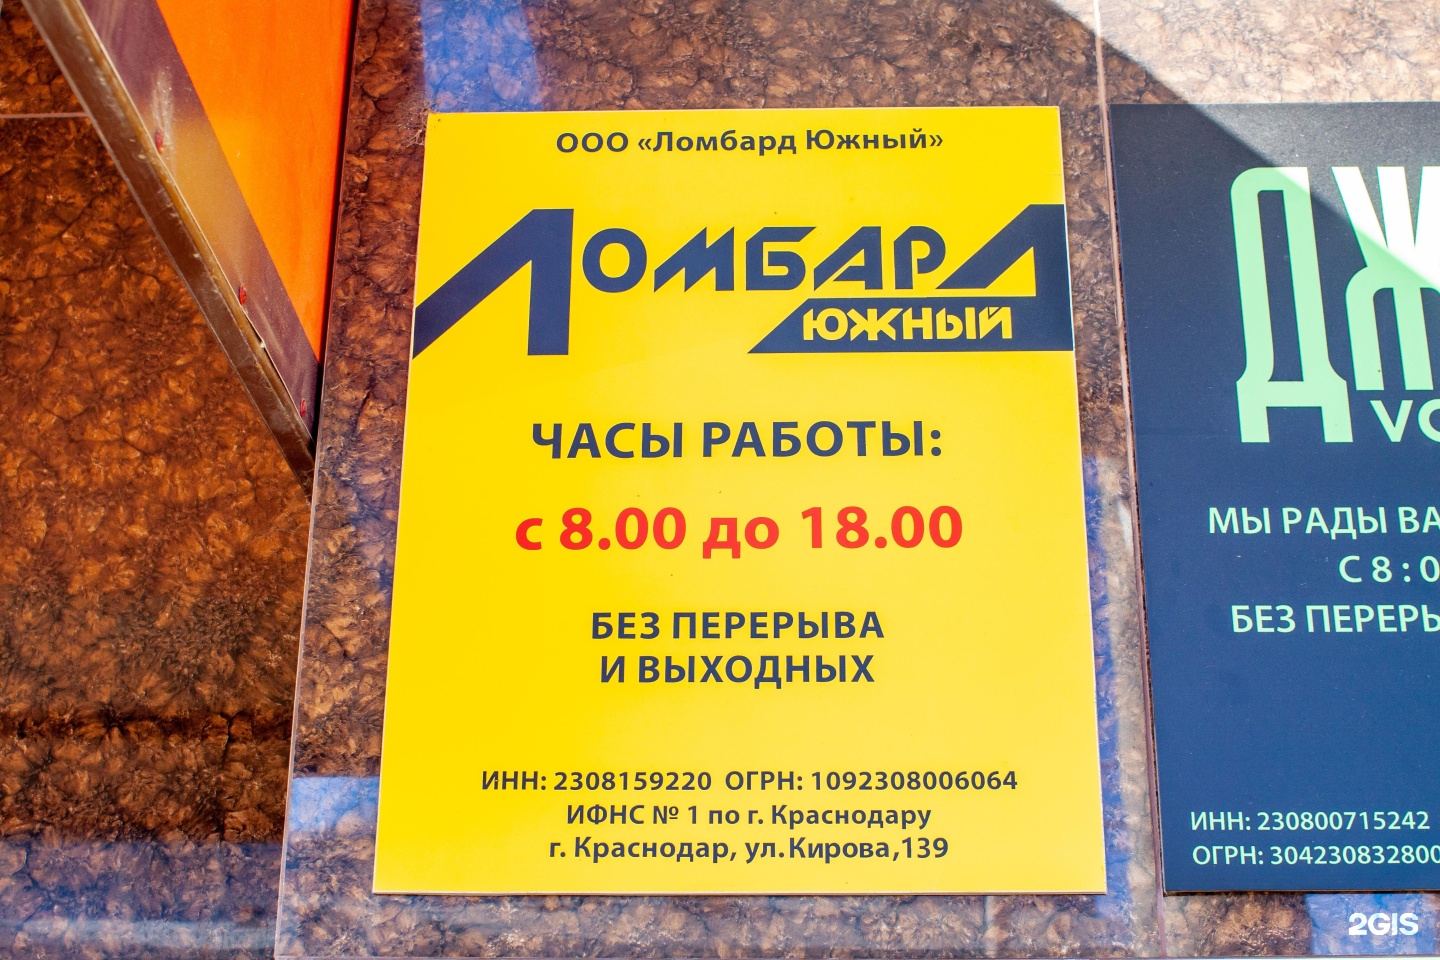 ООО «Ломбард Южный»
ЛОМБАРД
ЮЖНЫЙ
ЧАСЫ РАБОТЫ:
с 8.00 до 18.00
БЕЗ ПЕРЕРЫВА
И ВЫХОДНЫХ
ИНН: 2308159220 ОГРН: 1092308006064
ИФНС № 1 по г. Краснодару
г. Краснодар, ул.Кирова,139
МЫ РАДЫ
С 8 : 0
БЕЗ
ИНН: 230800715242
ОГРН: 304230832800
2GIS